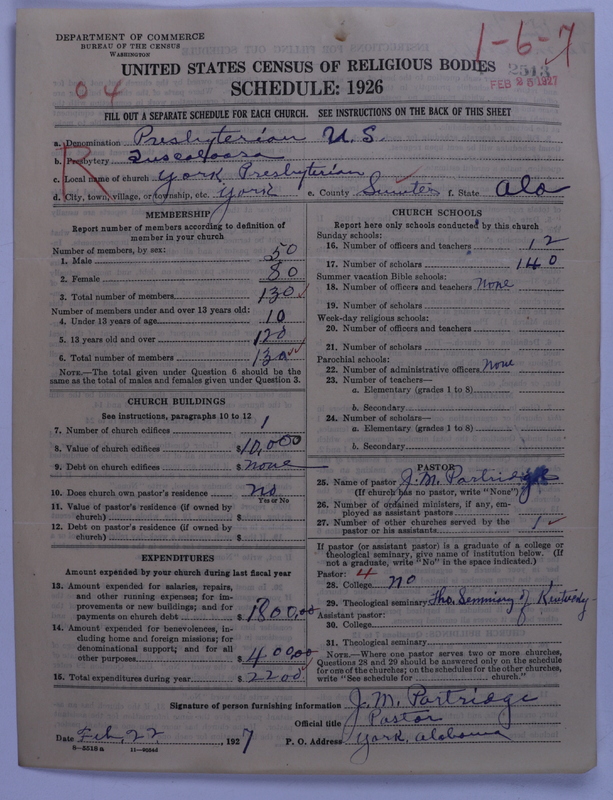 DEPARTMENT OF COMMERCE
BUREAU OF THE CENSUS
WASHINGTON
1-6-7
2513
FEB 25 1927
UNITED STATES CENSUS OF RELIGIOUS BODIES
SCHEDULE: 1926
04
FILL OUT A SEPARATE SCHEDULE FOR EACH CHURCH. SEE INSTRUCTIONS ON THE BACK OF THIS SHEET
R
a. Denomination Presbyterian U.S.
b. Presbytery Tuscaloosa
c. Local name of church York Presbyterian
d. City, town, village, or township, etc. York e. County Sumter f. State Ala
MEMBERSHIP
Report number of members according to definition of member in your church
Number of members, by sex:
1. Male 50
2. Female 80
3. Total number of members 130
Number of members under and over 13 years old:
4. Under 13 years of age 10
5. 13 years old and over 120
6. Total number of members 130
NOTE.—The total given under Question 6 should be the same as the total of males and females given under Question 3.
CHURCH BUILDINGS
See instructions, paragraphs 10 to 12
7. Number of church edifices 1
8. Value of church edifices $10,000
9. Debt on church edifices $ none
10. Does church own pastor's residence no
Yes or No
11. Value of pastor's residence (if owned by church) $
12. Debt on pastor's residence (if owned by church) $
EXPENDITURES
Amount expended by your church during last fiscal year
13. Amount expended for salaries, repairs, and other running expenses; for improvements or new buildings; and for payments on church debt $1800,00
14. Amount expended for benevolences, including home and foreign missions; for denominational support; and for all other purposes $400,00
15. Total expenditures during year $2200
CHURCH SCHOOLS
Report here only schools conducted by this church
Sunday schools:
16. Number of officers and teachers 12
17. Number of scholars 140
Summer vacation Bible schools:
18. Number of officers and teachers None
19. Number of scholars
Week-day religious schools:
20. Number of officers and teachers
21. Number of scholars
Parochial schools:
22. Number of administrative officers None
23. Number of teachers—
a. Elementary (grades 1 to 8)
b. Secondary
24. Number of scholars—
a. Elementary (grades 1 to 8)
b. Secondary
PASTOR
25. Name of pastor J. M. Partridge
(If church has no pastor, write "None")
26. Number of ordained ministers, if any, employed as assistant pastors
27. Number of other churches served by the pastor or his assistants 1
If pastor (or assistant pastor) is a graduate of a college or theological seminary, give name of institution below. (If not a graduate, write "No" in the space indicated.)
Pastor: 4
28. College no
29. Theological seminary Tho. Seminary of Kentucky
Assistant pastor:
30. College
31. Theological seminary
NOTE.—Where one pastor serves two or more churches, Questions 28 and 29 should be answered only on the schedule for one of the churches; on the schedules for the other churches, write "See schedule for church."
Signature of person furnishing information J. M. Partridge
Official title Pastor
Date Feb. 22, 1927 P. O. Address York, Alabama
8-5518 a